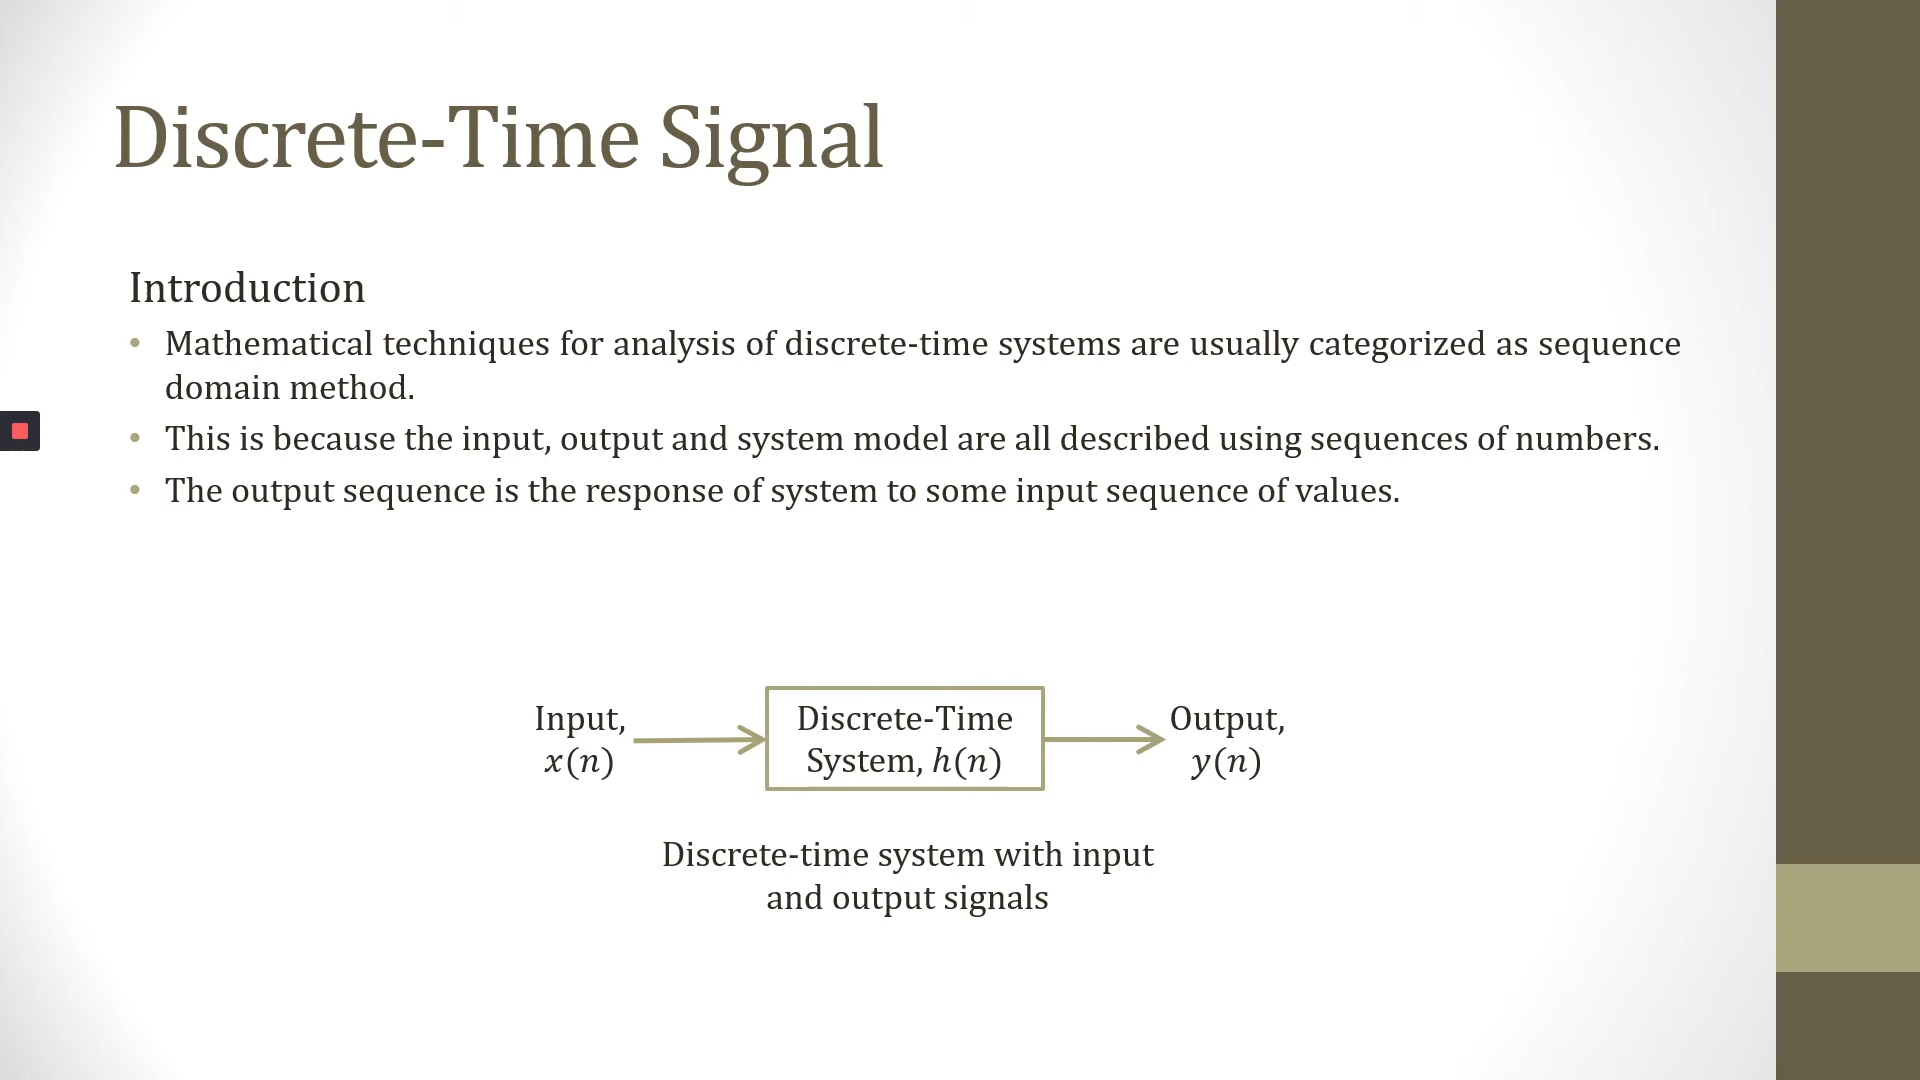 Discrete-Time Signal
Introduction
• Mathematical techniques for analysis of discrete-time systems are usually categorized as sequence
domain method.
• This is because the input, output and system model are all described using sequences of numbers.
• The output sequence is the response of system to some input sequence of values.
Input,
x(n)
Discrete-Time
System, h(n)
Output,
y(n)
Discrete-time system with input
and output signals